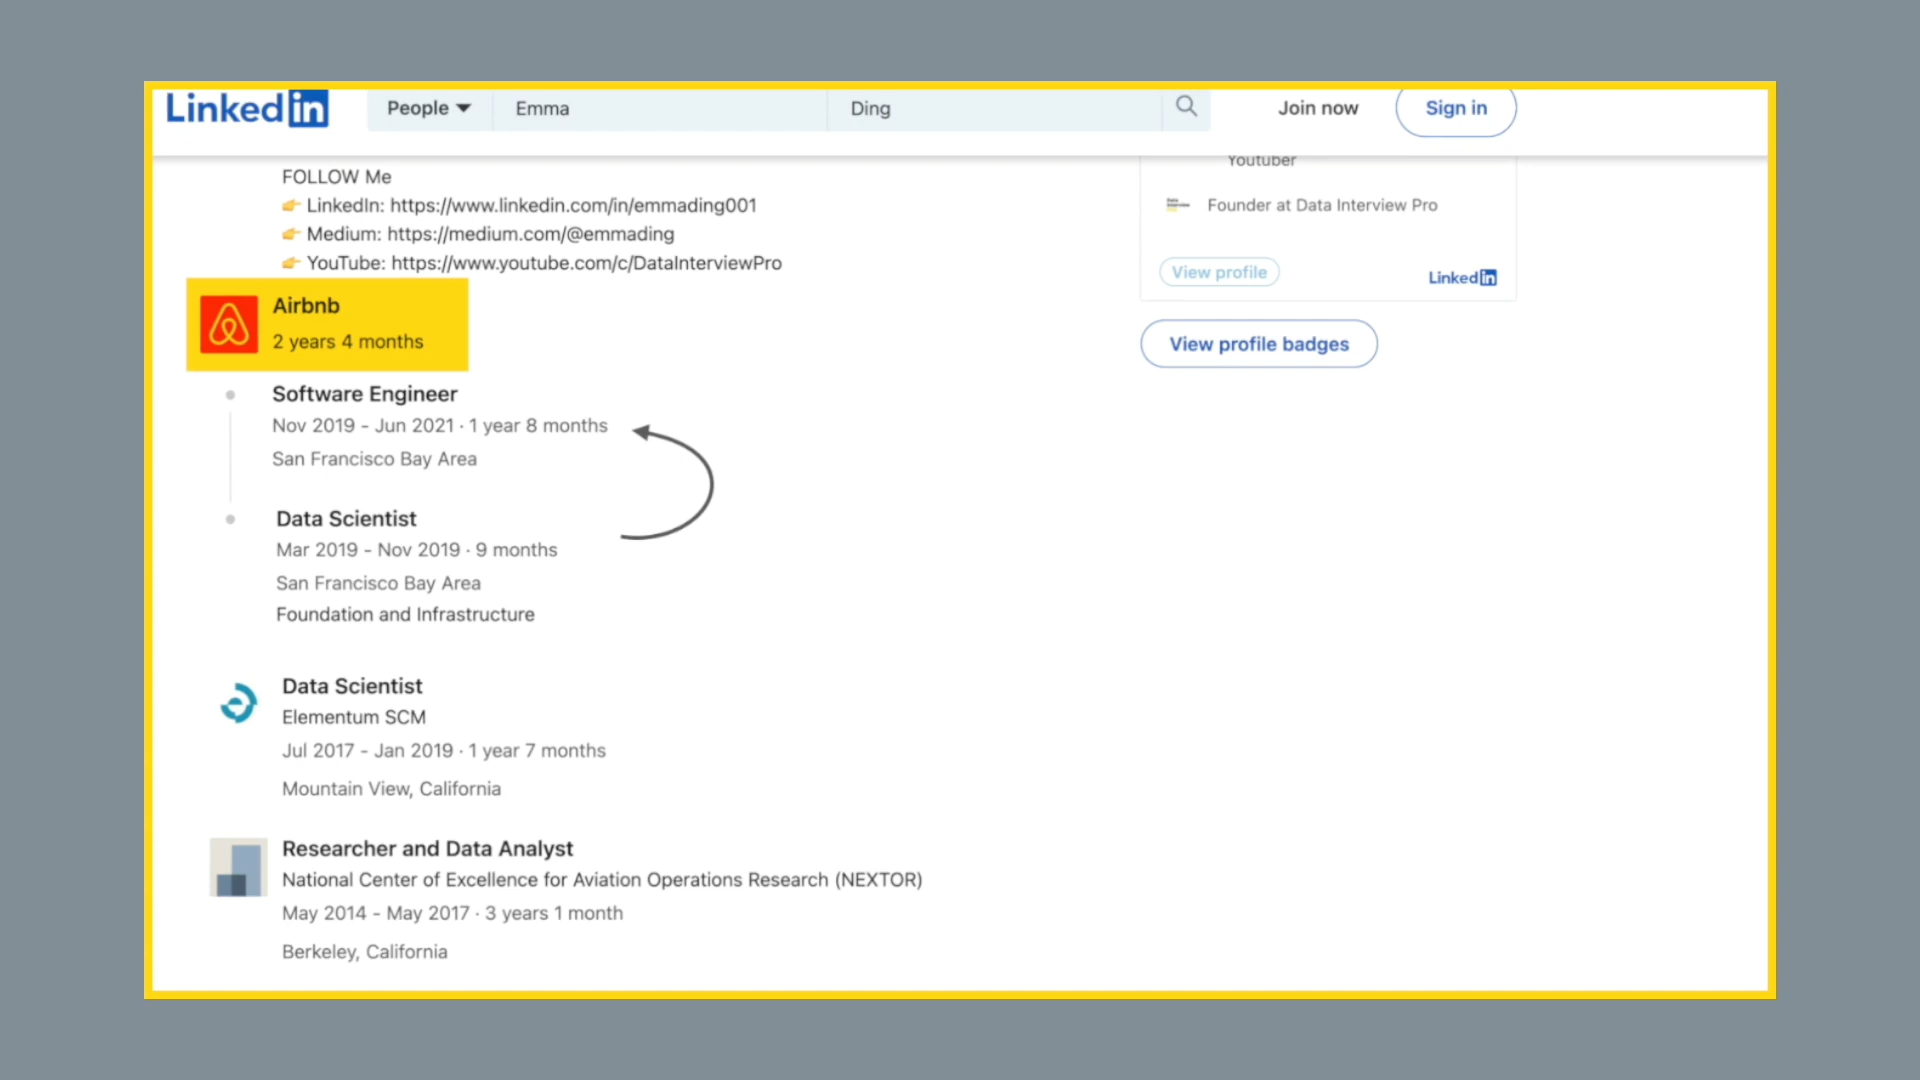 LinkedIn
People
Emma
Ding
Join now
Sign in
FOLLOW Me
👉 LinkedIn: https://www.linkedin.com/in/emmading001
👉 Medium: https://medium.com/@emmading
👉 YouTube: https://www.youtube.com/c/DataInterviewPro
Airbnb
2 years 4 months
Software Engineer
Nov 2019 - Jun 2021 · 1 year 8 months
San Francisco Bay Area
Data Scientist
Mar 2019 - Nov 2019 · 9 months
San Francisco Bay Area
Foundation and Infrastructure
Data Scientist
Elementum SCM
Jul 2017 - Jan 2019 · 1 year 7 months
Mountain View, California
Researcher and Data Analyst
National Center of Excellence for Aviation Operations Research (NEXTOR)
May 2014 - May 2017 · 3 years 1 month
Berkeley, California
Youtuber
Founder at Data Interview Pro
View profile
LinkedIn
View profile badges